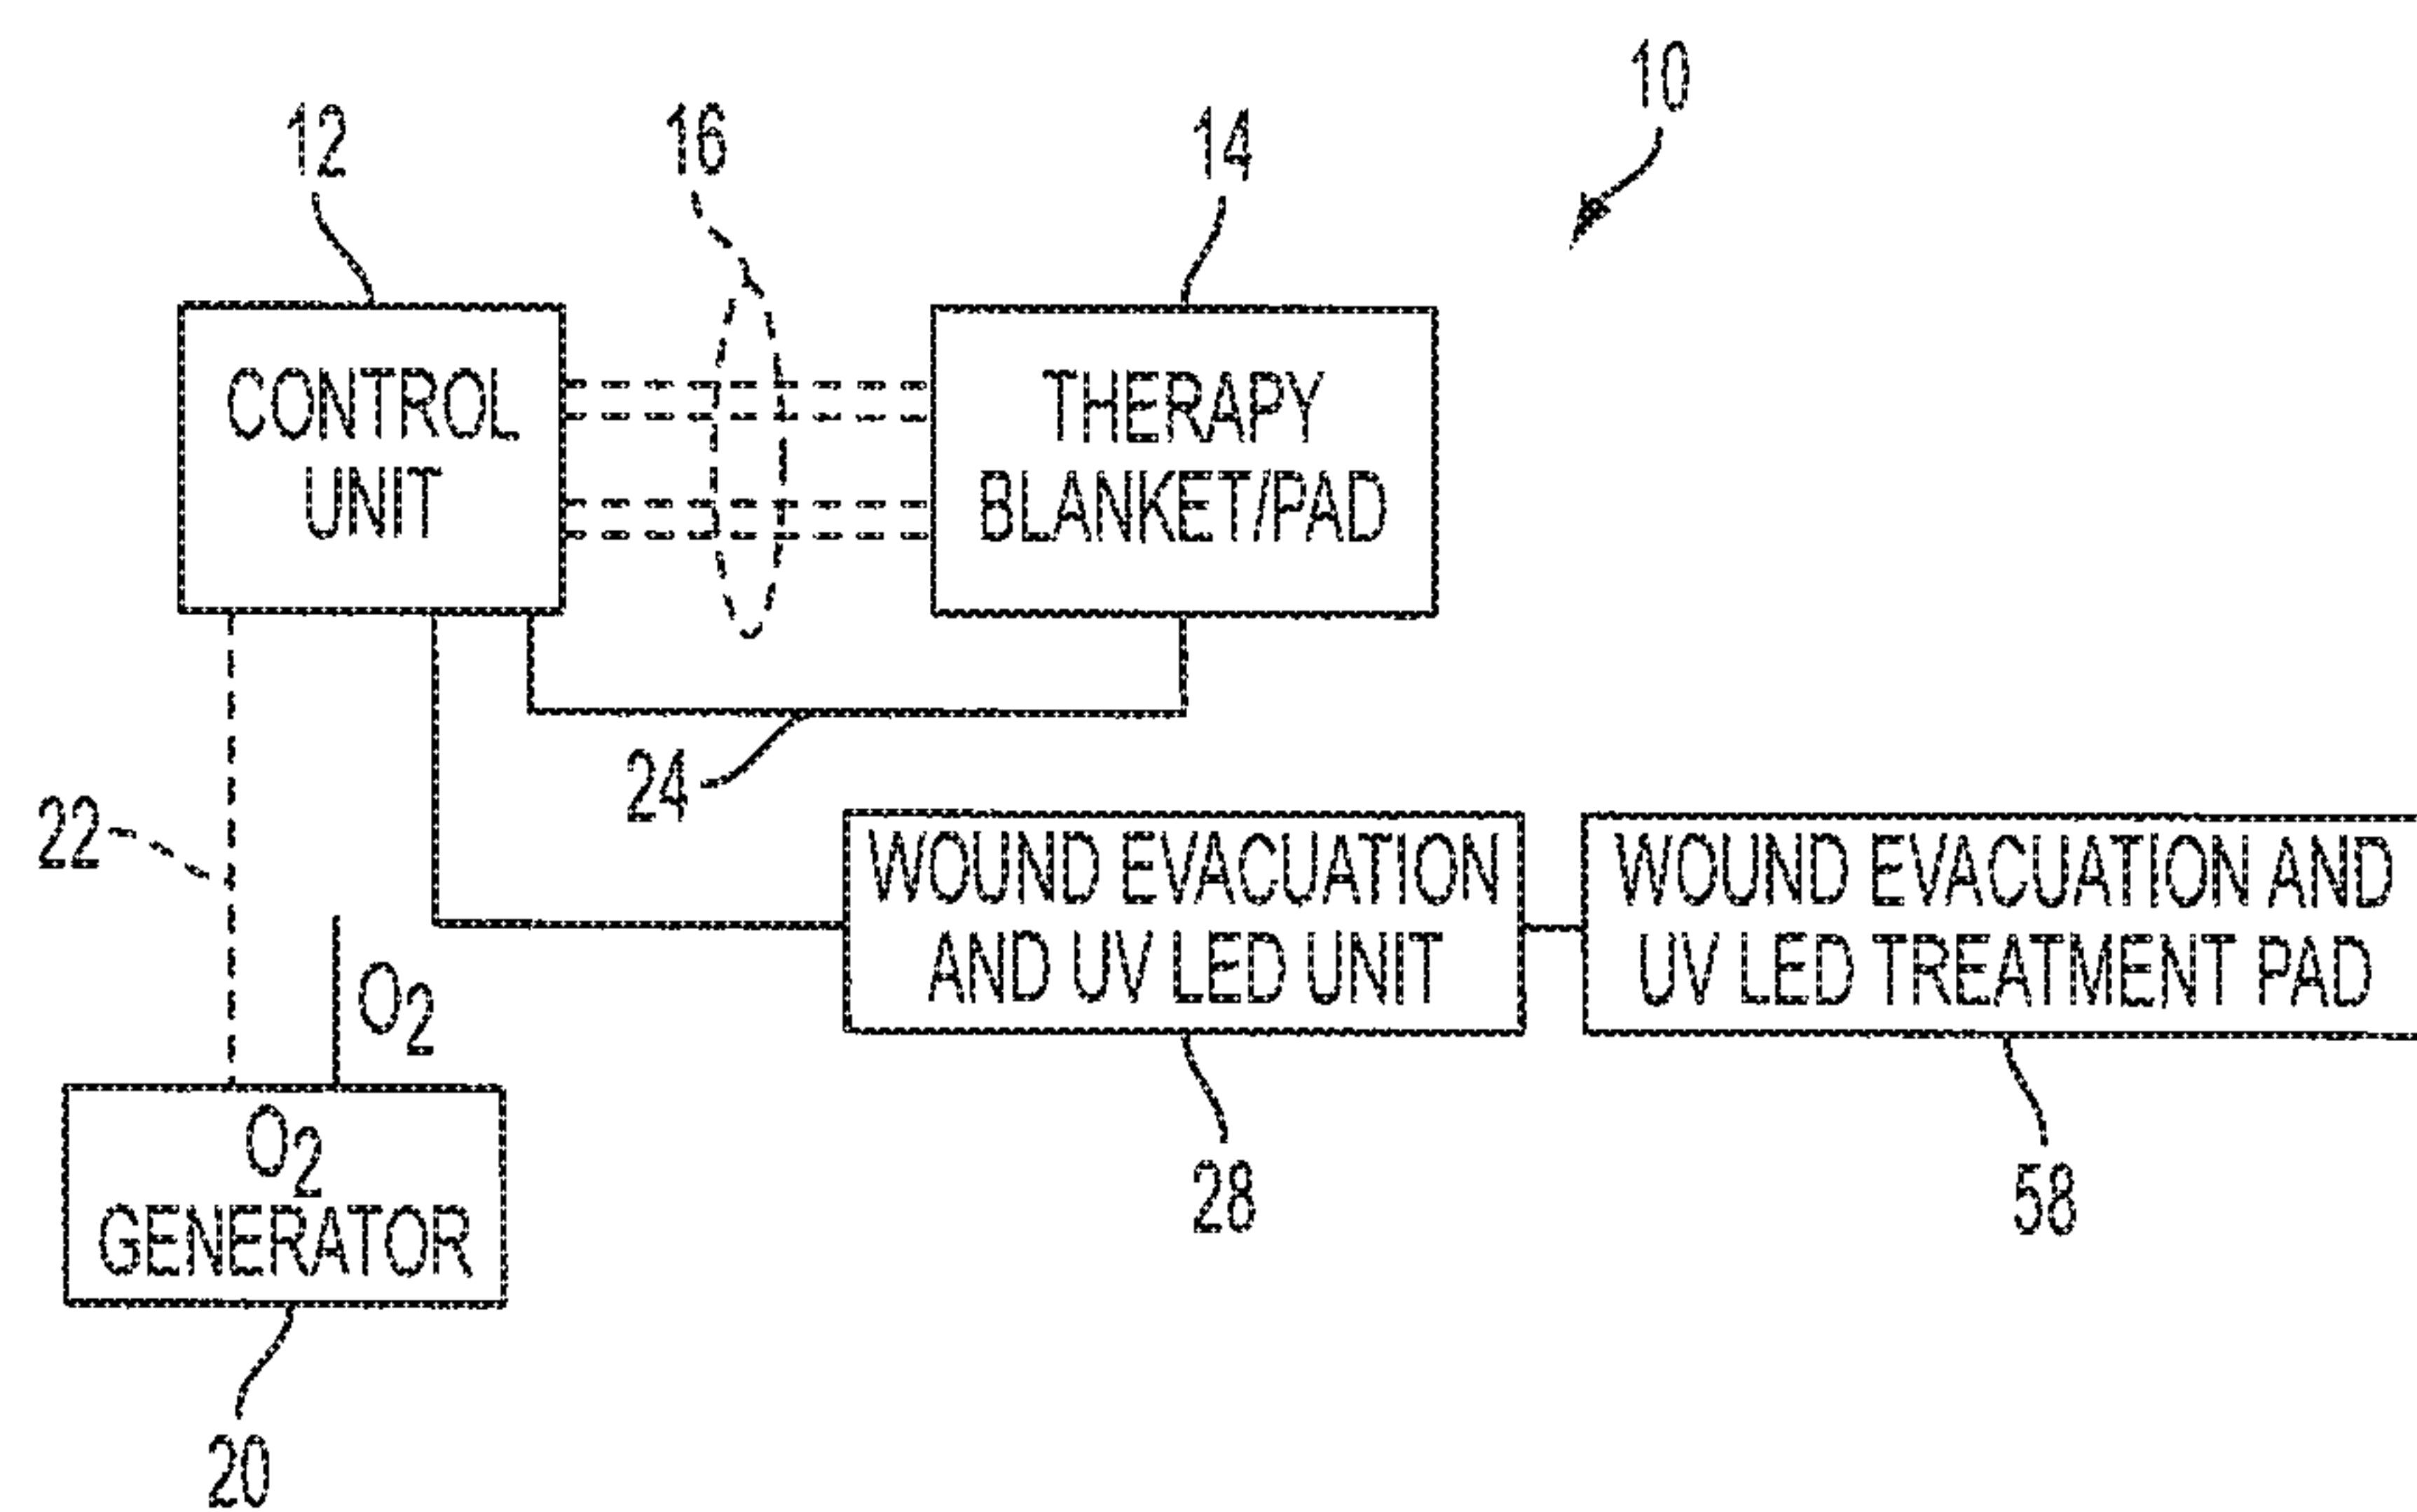 10
12
16
14
CONTROL
UNIT
THERAPY
BLANKET/PAD
24
22
WOUND EVACUATION
AND UV LED UNIT
WOUND EVACUATION AND
UV LED TREATMENT PAD
O2
O2
GENERATOR
28
58
20